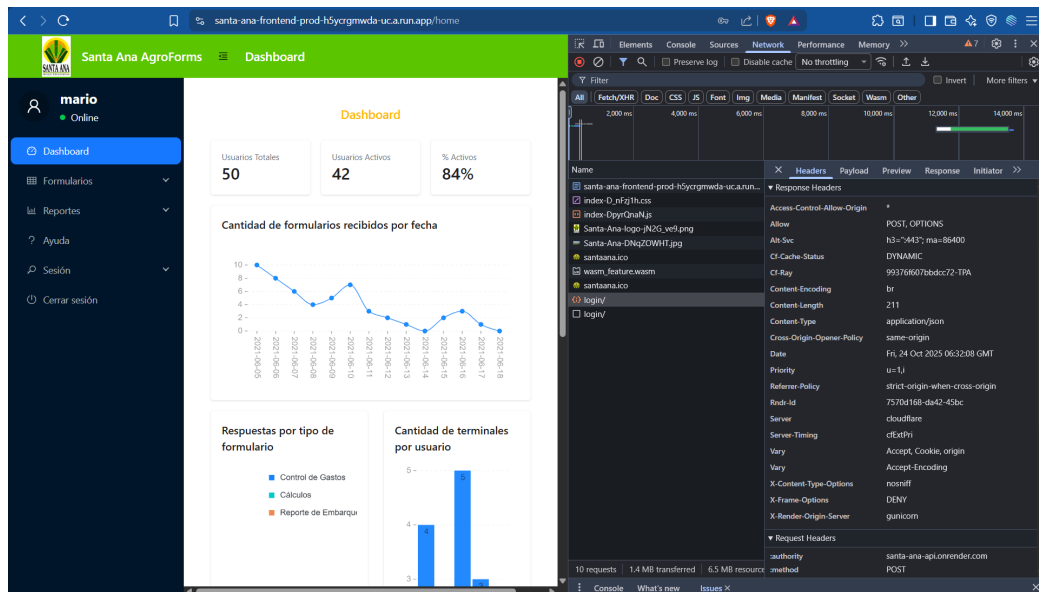 santa-ana-frontend-prod-h5ycrgmwda-uc.a.run.app/home
SANTA ANA
Santa Ana AgroForms
Dashboard
mario
Online
Dashboard
Formularios
Reportes
Ayuda
Sesión
Cerrar sesión
Dashboard
Usuarios Totales
50
Usuarios Activos
42
% Activos
84%
Cantidad de formularios recibidos por fecha
10
8
6
4
2
0
2021-06-05
2021-06-06
2021-06-07
2021-06-08
2021-06-09
2021-06-10
2021-06-11
2021-06-12
2021-06-13
2021-06-14
2021-06-15
2021-06-16
2021-06-17
2021-06-18
Respuestas por tipo de
formulario
Control de Gastos
Cálculos
Reporte de Embarqu
Cantidad de terminales
por usuario
5
4
3
4
5
3
Elements Console Sources Network Performance Memory
7
Preserve log Disable cache No throttling
Filter Invert More filters
All Fetch/XHR Doc CSS JS Font Img Media Manifest Socket Wasm Other
2,000 ms 4,000 ms 6,000 ms 8,000 ms 10,000 ms 12,000 ms 14,000 ms
Name
santa-ana-frontend-prod-h5ycrgmwda-uc.a.run...
index-D_nFzj1h.css
index-DpyrQnaN.js
Santa-Ana-logo-jN2G_ve9.png
Santa-Ana-DNqZOWHT.jpg
santaana.ico
wasm_feature.wasm
santaana.ico
login/
login/
Headers Payload Preview Response Initiator
Response Headers
Access-Control-Allow-Origin *
Allow POST, OPTIONS
Alt-Svc h3=":443"; ma=86400
Cf-Cache-Status DYNAMIC
Cf-Ray 99376f607bbdcc72-TPA
Content-Encoding br
Content-Length 211
Content-Type application/json
Cross-Origin-Opener-Policy same-origin
Date Fri, 24 Oct 2025 06:32:08 GMT
Priority u=1,i
Referrer-Policy strict-origin-when-cross-origin
Rndr-Id 7570d168-da42-45bc
Server cloudflare
Server-Timing cfExtPri
Vary Accept, Cookie, origin
Vary Accept-Encoding
X-Content-Type-Options nosniff
X-Frame-Options DENY
X-Render-Origin-Server gunicorn
Request Headers
:authority santa-ana-api.onrender.com
:method POST
10 requests 1.4 MB transferred 6.5 MB resource
Console What's new Issues